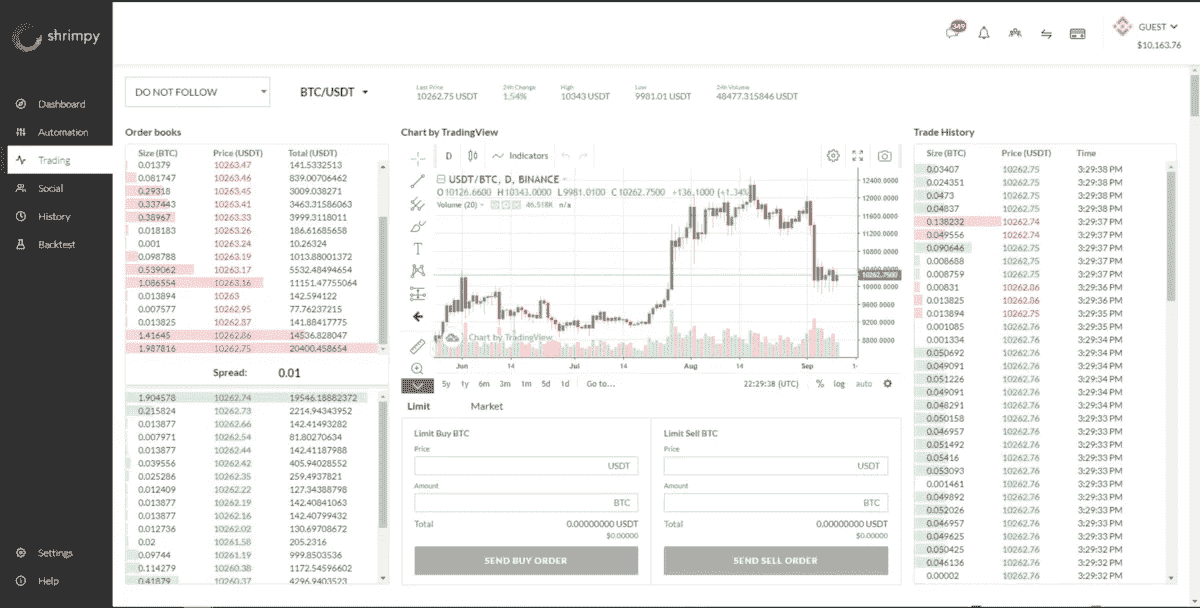 shrimpy
Dashboard
Automation
Trading
Social
History
Backtest
Settings
Help
349
GUEST
$10,163.76
DO NOT FOLLOW
BTC/USDT
Last Price
10262.75 USDT
24h Change
1.54%
High
10343 USDT
Low
9981.01 USDT
24h Volume
48477.315846 USDT
Order books
Size (BTC) Price (USDT) Total (USDT)
0.01379 10263.47 141.5332513
0.081747 10263.46 839.00706462
0.29318 10263.45 3009.038271
0.337443 10263.41 3463.31586063
0.38967 10263.33 3999.3118011
0.018183 10263.26 186.61685658
0.001 10263.24 10.26324
0.098788 10263.19 1013.88001372
0.539062 10263.17 5532.48494654
1.086554 10263.16 11151.47755064
0.013894 10263 142.594122
0.007577 10262.95 77.76237215
0.013825 10262.87 141.88417775
1.41645 10262.86 14536.828047
1.987816 10262.75 20400.458654
Spread: 0.01
1.904578 10262.74 19546.18882372
0.215824 10262.73 2214.94343952
0.013877 10262.66 142.41493282
0.007971 10262.54 81.80270634
0.013877 10262.44 142.41187988
0.039556 10262.42 405.94028552
0.025286 10262.35 259.4937821
0.012409 10262.22 127.34388798
0.013877 10262.19 142.40841063
0.013877 10262.16 142.40799432
0.012736 10262.02 130.69708672
0.02 10261.58 205.2316
0.09744 10261.19 999.8503536
0.114279 10260.38 1172.54596602
0.41879 10260.37 4296.9403523
Chart by TradingView
D
Indicators
USDT/BTC, D, BINANCE
O10126.6600 H10343.0000 L9981.0100 C10262.7500 +136.1000 (+1.34%)
Volume (20) 46.518K n/a
12400.0000
12000.0000
11600.0000
11200.0000
10800.0000
10400.0000
10262.7500
9600.0000
9200.0000
8800.0000
Chart by TradingView
Jun 14 Jul 14 Aug 14 Sep
5y 1y 6m 3m 1m 5d 1d Go to...
22:29:38 (UTC) % log auto
Limit Market
Limit Buy BTC
Price
USDT
Amount
BTC
Total 0.00000000 USDT
$0.00000
SEND BUY ORDER
Limit Sell BTC
Price
USDT
Amount
BTC
Total 0.00000000 USDT
$0.00000
SEND SELL ORDER
Trade History
Size (BTC) Price (USDT) Time
0.03407 10262.75 3:29:38 PM
0.024351 10262.75 3:29:38 PM
0.0473 10262.75 3:29:38 PM
0.04837 10262.75 3:29:38 PM
0.138232 10262.74 3:29:37 PM
0.049556 10262.74 3:29:37 PM
0.090646 10262.75 3:29:37 PM
0.008688 10262.75 3:29:37 PM
0.008759 10262.75 3:29:37 PM
0.00831 10262.86 3:29:36 PM
0.013825 10262.86 3:29:36 PM
0.013894 10262.75 3:29:35 PM
0.001085 10262.76 3:29:34 PM
0.001334 10262.76 3:29:34 PM
0.050692 10262.76 3:29:34 PM
0.049091 10262.76 3:29:34 PM
0.051226 10262.76 3:29:34 PM
0.049091 10262.76 3:29:34 PM
0.048291 10262.76 3:29:34 PM
0.050158 10262.76 3:29:33 PM
0.046957 10262.76 3:29:33 PM
0.051492 10262.76 3:29:33 PM
0.05416 10262.76 3:29:33 PM
0.053093 10262.76 3:29:33 PM
0.001461 10262.76 3:29:33 PM
0.049892 10262.76 3:29:32 PM
0.052026 10262.76 3:29:32 PM
0.046957 10262.76 3:29:32 PM
0.049625 10262.76 3:29:32 PM
0.050425 10262.76 3:29:32 PM
0.046136 10262.76 3:29:32 PM
0.00002 10262.76 3:29:32 PM